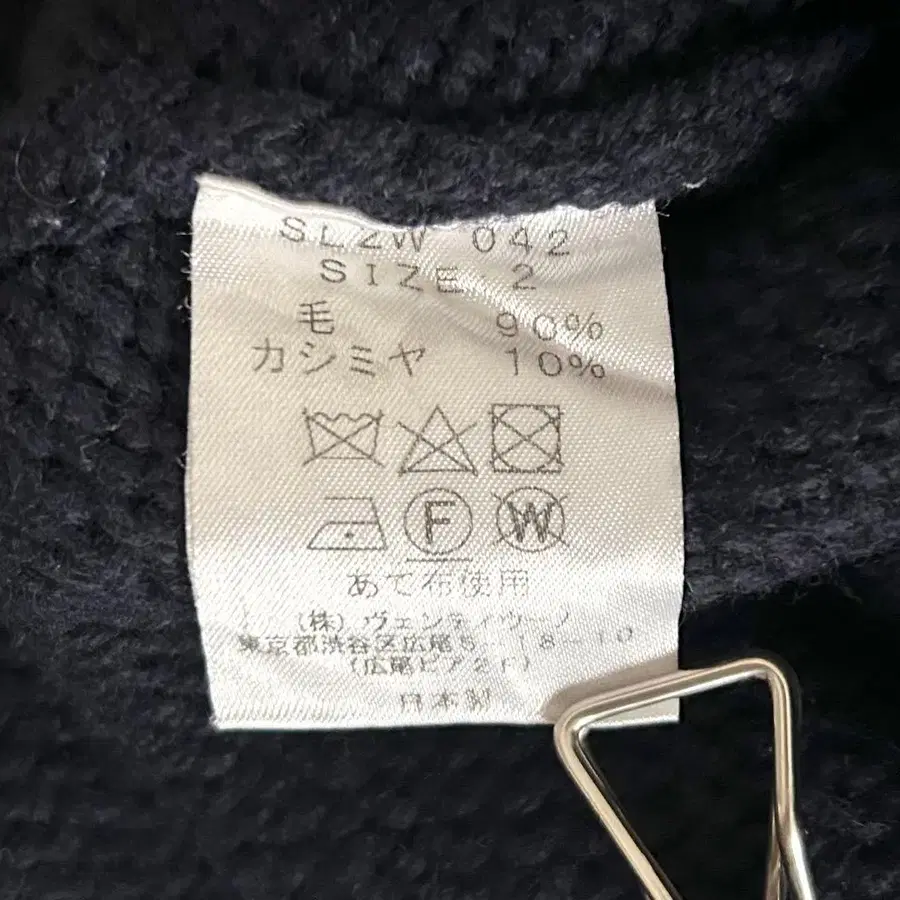 SLZW 042
SIZE 2
毛 90%
カシミヤ 10%
F W
あて布使用
(株) ヴェンティウーノ
東京都渋谷区広尾5-18-10
(広尾ピア2F)
日本製